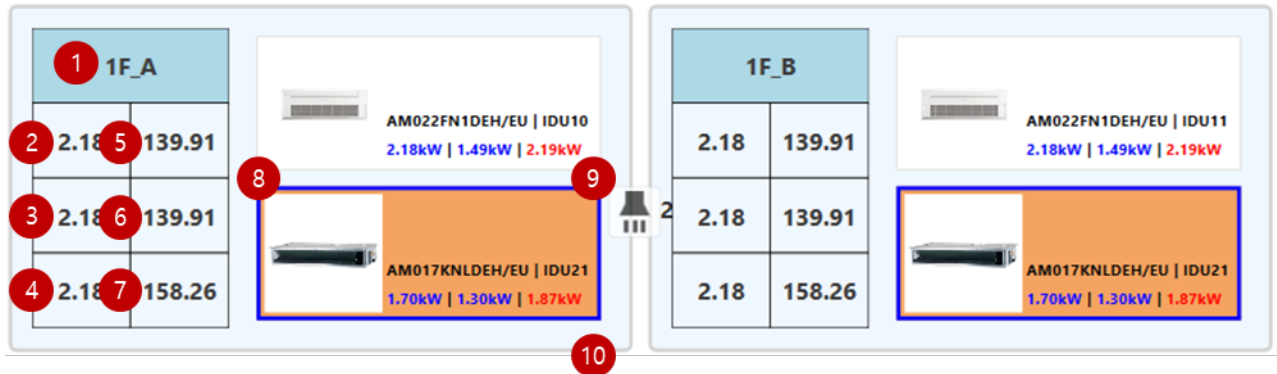 1 1F_A
2 2.18 5 139.91
3 2.18 6 139.91
4 2.18 7 158.26
AM022FN1DEH/EU | IDU10
2.18kW | 1.49kW | 2.19kW
8 9
AM017KNLDEH/EU | IDU21
1.70kW | 1.30kW | 1.87kW
10
2
1F_B
2.18 139.91
2.18 139.91
2.18 158.26
AM022FN1DEH/EU | IDU11
2.18kW | 1.49kW | 2.19kW
AM017KNLDEH/EU | IDU21
1.70kW | 1.30kW | 1.87kW